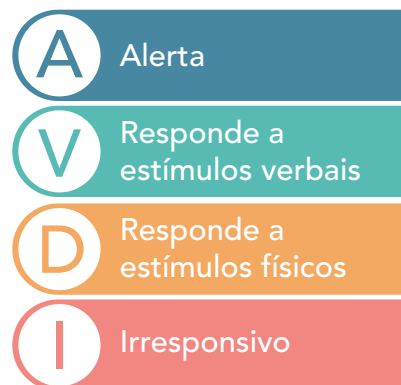 A
Alerta
V
Responde a
estímulos verbais
D
Responde a
estímulos físicos
I
Irresponsivo